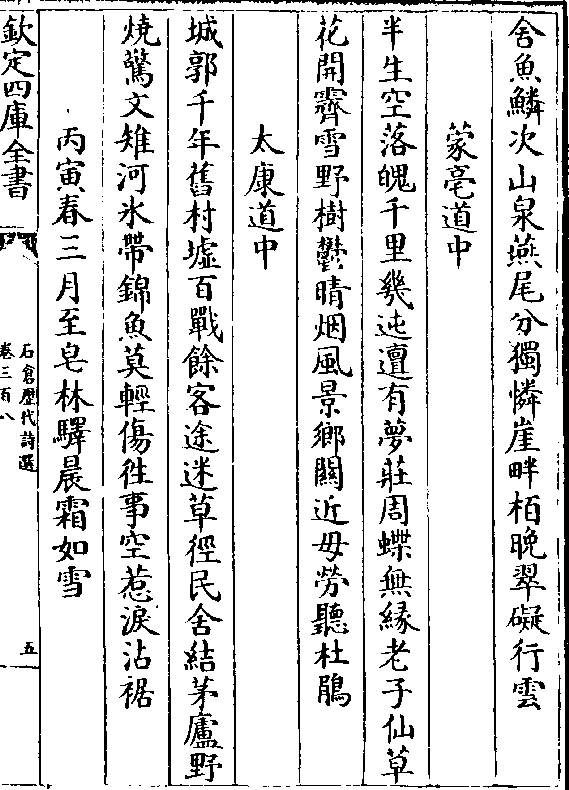 舍魚鱗次山泉燕尾分獨憐崖畔栢晚翠礙行雲
蒙亳道中
半生空落魄千里幾迍邅有夢莊周蝶無緣老子仙草
花開霽雪野樹鬱晴烟風景鄉關近毋勞聽杜鵑
太康道中
城郭千年舊村墟百戰餘客途迷草徑民舍結茅廬野
燒驚文雉河氷帶錦魚莫輕傷徃事空惹淚沾裾
丙寅春三月至皂林驛晨霜如雪
欽定四庫全書
石倉歴代詩選
卷三百八
五